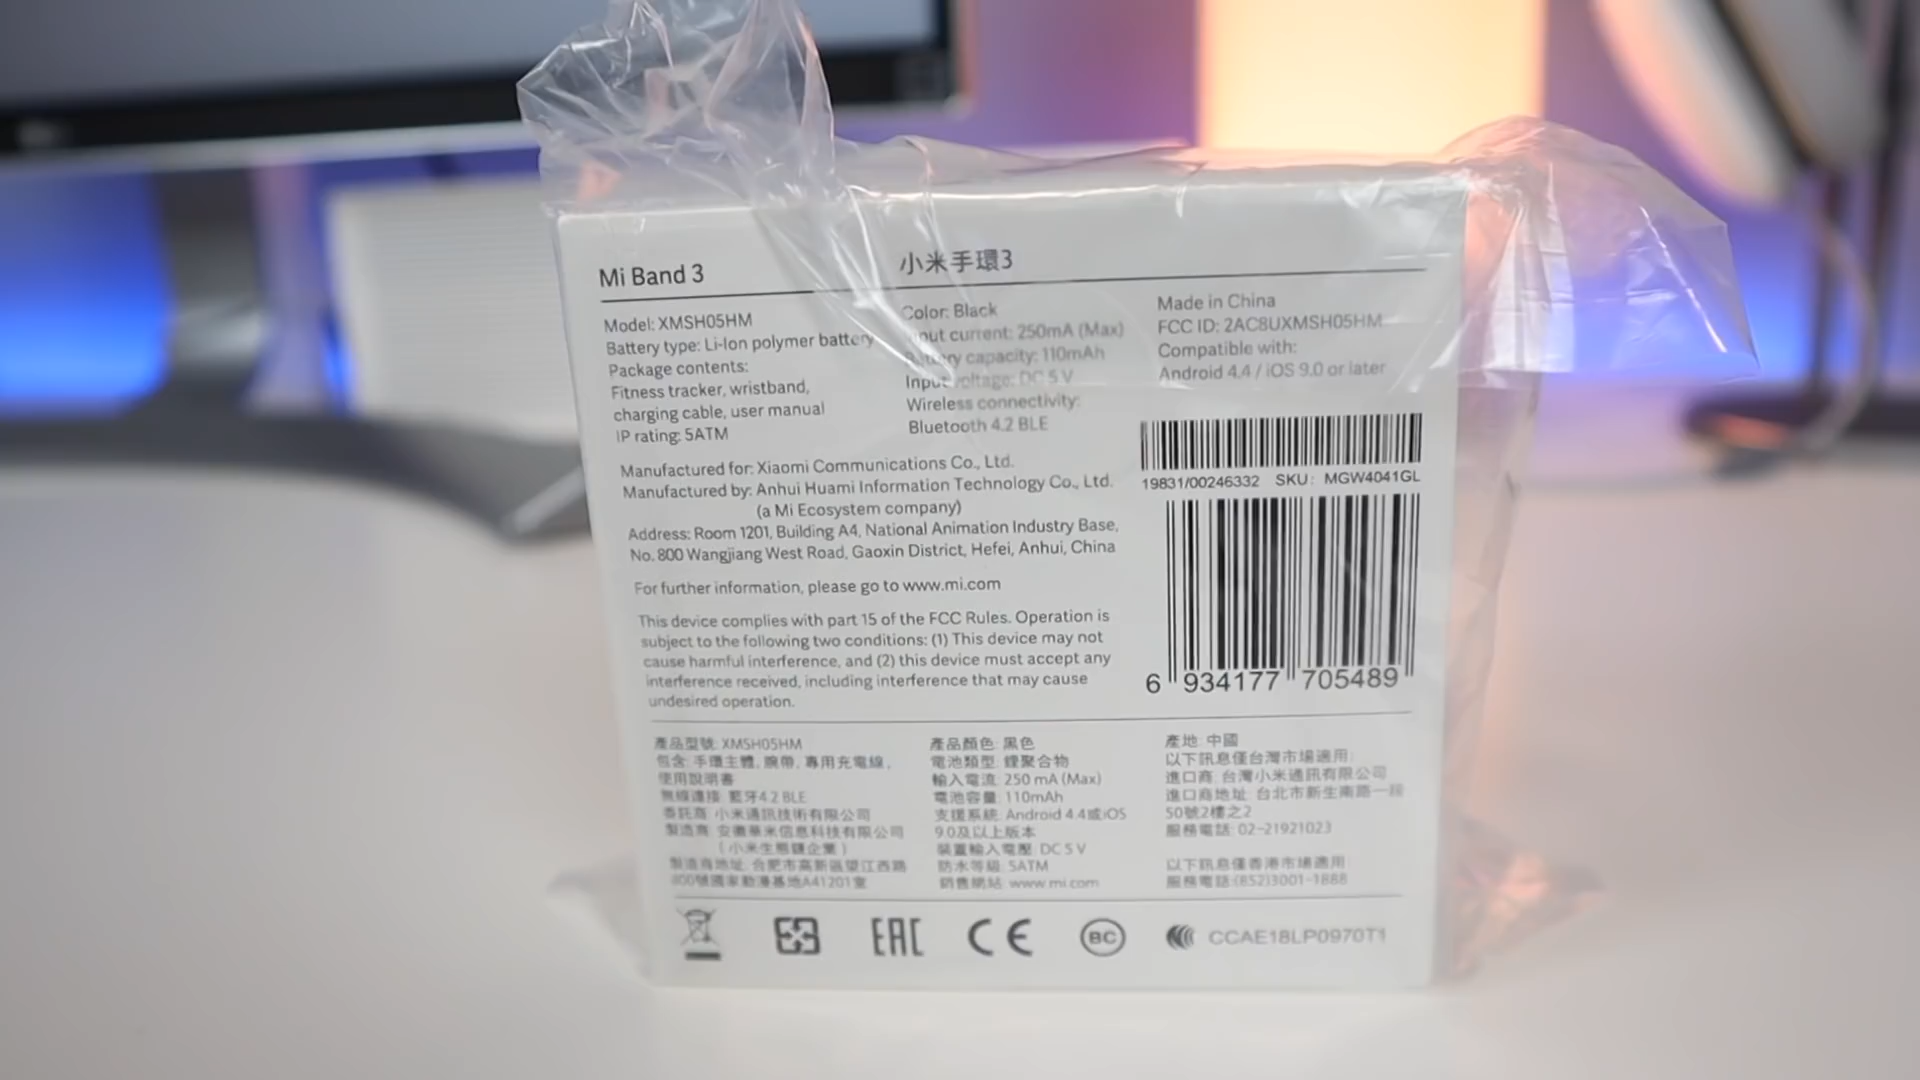 Mi Band 3
小米手環3
Model: XMSH05HM
Battery type: Li-Ion polymer battery
Package contents:
Fitness tracker, wristband,
charging cable, user manual
IP rating: 5ATM
Color: Black
Input current: 250mA (Max)
Battery capacity: 110mAh
Input voltage: DC 5 V
Wireless connectivity:
Bluetooth 4.2 BLE
Made in China
FCC ID: 2AC8UXMSH05HM
Compatible with:
Android 4.4 / iOS 9.0 or later
Manufactured for: Xiaomi Communications Co., Ltd.
Manufactured by: Anhui Huami Information Technology Co., Ltd.
(a Mi Ecosystem company)
Address: Room 1201, Building A4, National Animation Industry Base,
No. 800 Wangjiang West Road, Gaoxin District, Hefei, Anhui, China
For further information, please go to www.mi.com
This device complies with part 15 of the FCC Rules. Operation is
subject to the following two conditions: (1) This device may not
cause harmful interference, and (2) this device must accept any
interference received, including interference that may cause
undesired operation.
19831/00246332 SKU: MGW4041GL
6 934177 705489
產品型號: XMSH05HM
包含: 手環主體, 腕帶, 專用充電線,
使用說明書
無線連接: 藍牙4.2 BLE
委託商: 小米通訊技術有限公司
製造商: 安徽華米信息科技有限公司
(小米生態鏈企業)
製造商地址: 合肥市高新區望江西路
800號國家動漫基地A41201室
產品顏色: 黑色
電池類型: 鋰聚合物
輸入電流: 250 mA (Max)
電池容量: 110mAh
支援系統: Android 4.4或iOS
9.0及以上版本
裝置輸入電壓: DC 5 V
防水等級: 5ATM
銷售網站: www.mi.com
產地: 中國
以下訊息僅台灣市場適用:
進口商: 台灣小米通訊有限公司
進口商地址: 台北市新生南路一段
50號2樓之2
服務電話: 02-21921023
以下訊息僅香港市場適用
服務電話:(852)3001-1888
EAC CE BC CCAE18LP0970T1